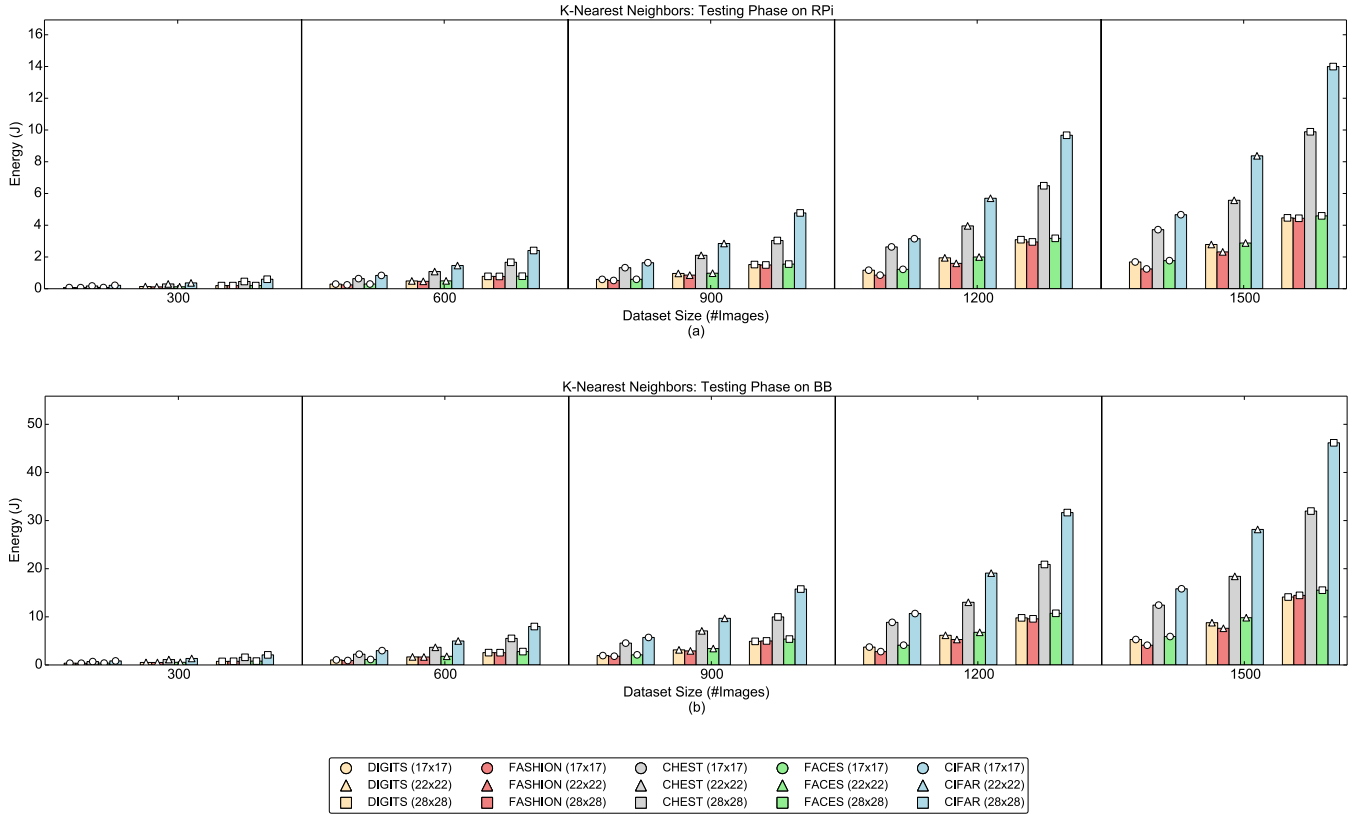 K-Nearest Neighbors: Testing Phase on RPi
16
14
12
10
8
6
4
2
0
Energy (J)
300
600
900
1200
1500
Dataset Size (#Images)
(a)
K-Nearest Neighbors: Testing Phase on BB
50
40
30
20
10
0
Energy (J)
300
600
900
1200
1500
Dataset Size (#Images)
(b)
DIGITS (17x17) FASHION (17x17) CHEST (17x17) FACES (17x17) CIFAR (17x17)
DIGITS (22x22) FASHION (22x22) CHEST (22x22) FACES (22x22) CIFAR (22x22)
DIGITS (28x28) FASHION (28x28) CHEST (28x28) FACES (28x28) CIFAR (28x28)